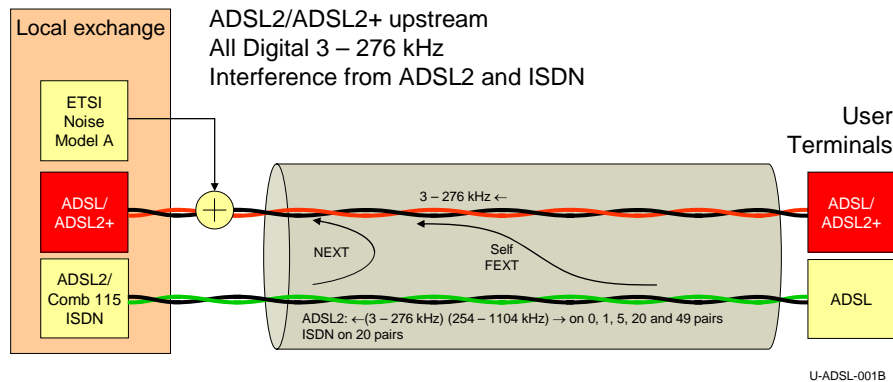 ADSL2/ADSL2+ upstream
All Digital 3 – 276 kHz
Interference from ADSL2 and ISDN
Local exchange
ETSI
Noise
Model A
User
Terminals
ADSL/
ADSL2+
3 – 276 kHz ←
ADSL/
ADSL2+
NEXT
Self
FEXT
ADSL2/
Comb 115
ISDN
ADSL
ADSL2: ←(3 – 276 kHz) (254 – 1104 kHz) → on 0, 1, 5, 20 and 49 pairs
ISDN on 20 pairs
U-ADSL-001B